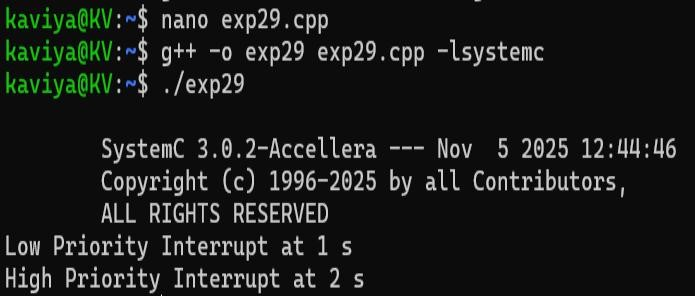 kaviya@KV:~$ nano exp29.cpp
kaviya@KV:~$ g++ -o exp29 exp29.cpp -lsystemc
kaviya@KV:~$ ./exp29
SystemC 3.0.2-Accellera --- Nov  5 2025 12:44:46
Copyright (c) 1996-2025 by all Contributors,
ALL RIGHTS RESERVED
Low Priority Interrupt at 1 s
High Priority Interrupt at 2 s